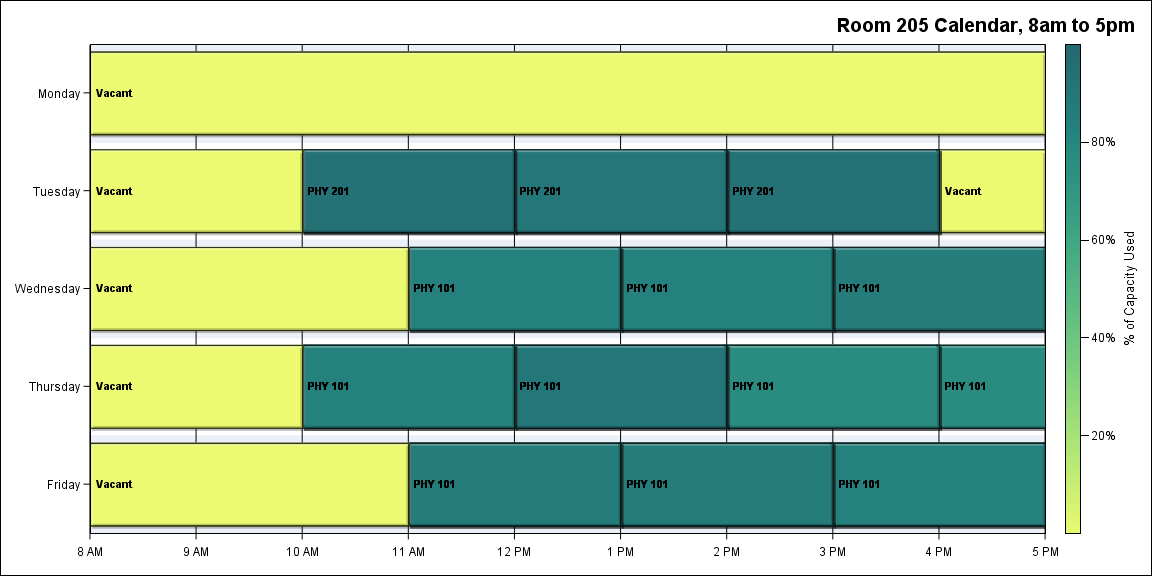 Room 205 Calendar, 8am to 5pm
Monday
Vacant
Tuesday
Vacant
PHY 201
PHY 201
PHY 201
Vacant
Wednesday
Vacant
PHY 101
PHY 101
PHY 101
Thursday
Vacant
PHY 101
PHY 101
PHY 101
PHY 101
Friday
Vacant
PHY 101
PHY 101
PHY 101
8 AM
9 AM
10 AM
11 AM
12 PM
1 PM
2 PM
3 PM
4 PM
5 PM
80%
60%
40%
20%
% of Capacity Used